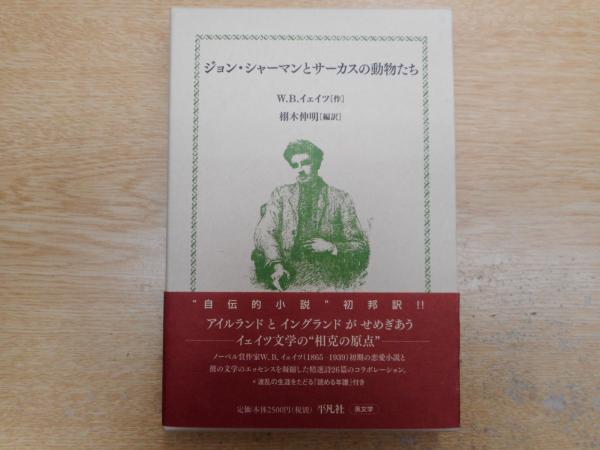 ジョン・シャーマンとサーカスの動物たち
W.B.イェイツ[作]
栩木伸明[編訳]
"自伝的小説"初邦訳!!
アイルランド と イングランド が せめぎあう
イェイツ文学の"相克の原点"
ノーベル賞作家W.B.イェイツ(1865-1939)初期の恋愛小説と
彼の文学のエッセンスを凝縮した精選詩26篇のコラボレーション。
*波乱の生涯をたどる「読める年譜」付き
定価:本体2500円(税別) 平凡社 英文学